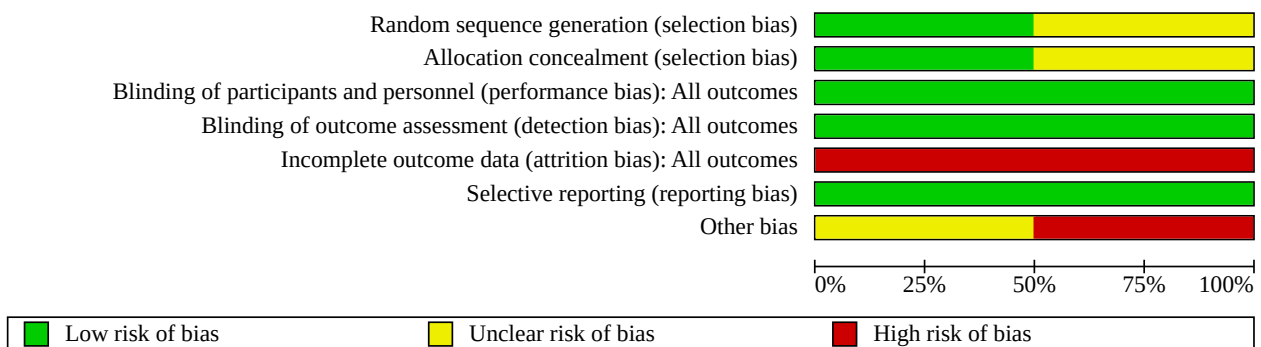 Random sequence generation (selection bias)
Allocation concealment (selection bias)
Blinding of participants and personnel (performance bias): All outcomes
Blinding of outcome assessment (detection bias): All outcomes
Incomplete outcome data (attrition bias): All outcomes
Selective reporting (reporting bias)
Other bias
0% 25% 50% 75% 100%
Low risk of bias Unclear risk of bias High risk of bias